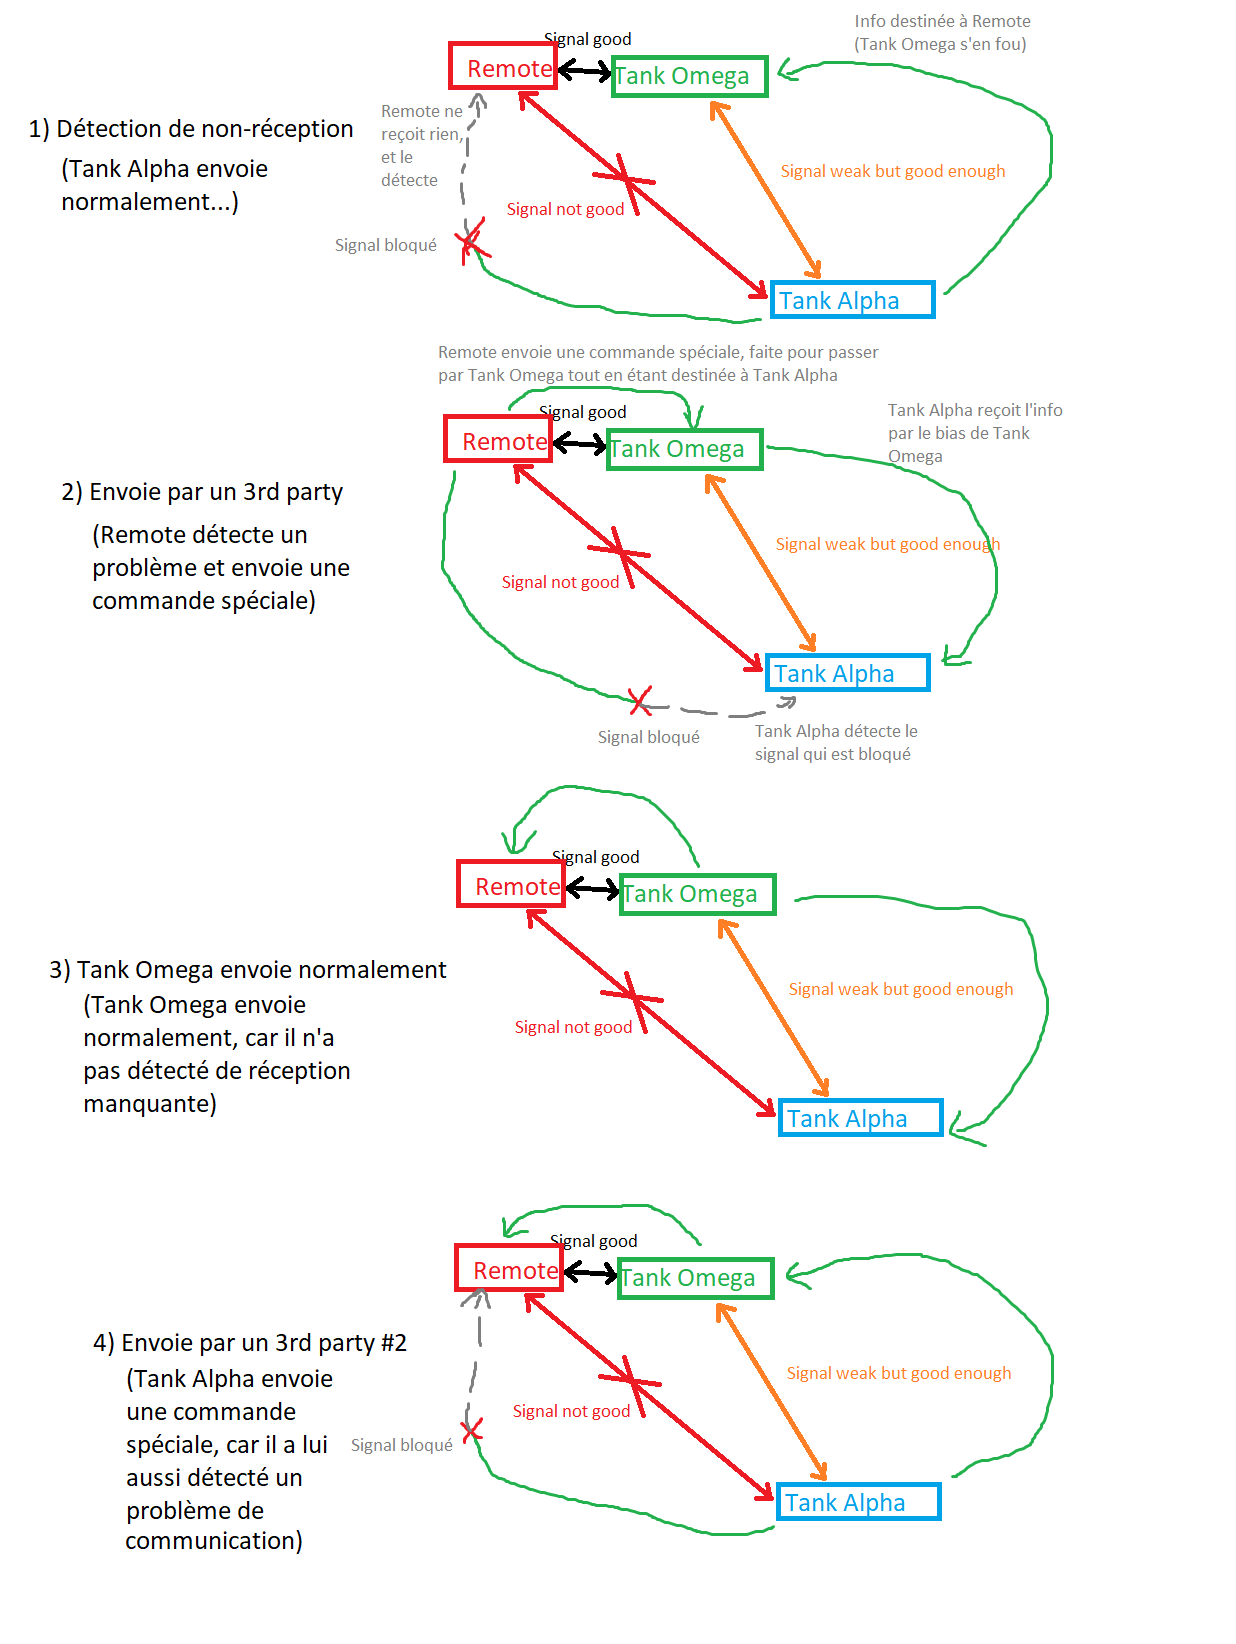 Info destinée à Remote
(Tank Omega s'en fou)
Signal good
Remote
Tank Omega
Remote ne
reçoit rien,
et le
détecte
1) Détection de non-réception
(Tank Alpha envoie
normalement...)
Signal weak but good enough
Signal not good
Signal bloqué
Tank Alpha
Remote envoie une commande spéciale, faite pour passer
par Tank Omega tout en étant destinée à Tank Alpha
Signal good
Remote
Tank Omega
Tank Alpha reçoit l'info
par le biais de Tank
Omega
2) Envoie par un 3rd party
(Remote détecte un
problème et envoie une
commande spéciale)
Signal weak but good enough
Signal not good
Tank Alpha
Signal bloqué
Tank Alpha détecte le
signal qui est bloqué
Signal good
Remote
Tank Omega
3) Tank Omega envoie normalement
(Tank Omega envoie
normalement, car il n'a
pas détecté de réception
manquante)
Signal weak but good enough
Signal not good
Tank Alpha
Signal good
Remote
Tank Omega
4) Envoie par un 3rd party #2
(Tank Alpha envoie
une commande
spéciale, car il a lui
aussi détecté un
problème de
communication)
Signal weak but good enough
Signal not good
Signal bloqué
Tank Alpha